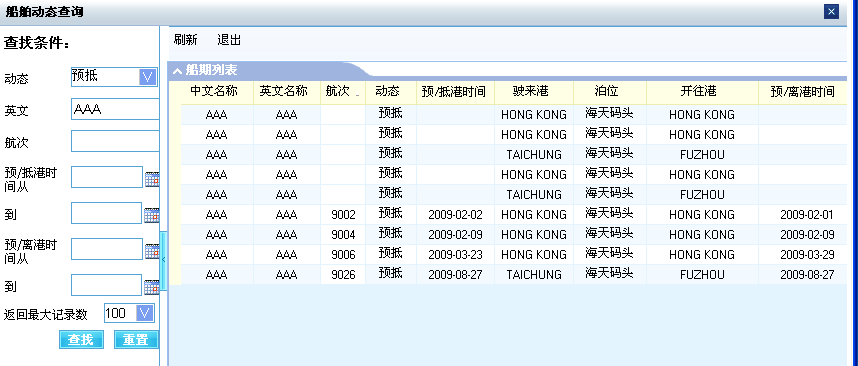 船舶动态查询
查找条件：
动态 预抵
英文 AAA
航次
预/抵港时
间从
到
预/离港时
间从
到
返回最大记录数 100
查找 重置
刷新 退出
船期列表
中文名称 英文名称 航次 动态 预/抵港时间 驶来港 泊位 开往港 预/离港时间
AAA AAA 预抵 HONG KONG 海天码头 HONG KONG
AAA AAA 预抵 HONG KONG 海天码头 HONG KONG
AAA AAA 预抵 TAICHUNG 海天码头 FUZHOU
AAA AAA 预抵 HONG KONG 海天码头 HONG KONG
AAA AAA 预抵 TAICHUNG 海天码头 FUZHOU
AAA AAA 9002 预抵 2009-02-02 HONG KONG 海天码头 HONG KONG 2009-02-01
AAA AAA 9004 预抵 2009-02-09 HONG KONG 海天码头 HONG KONG 2009-02-09
AAA AAA 9006 预抵 2009-03-23 HONG KONG 海天码头 HONG KONG 2009-03-29
AAA AAA 9026 预抵 2009-08-27 TAICHUNG 海天码头 FUZHOU 2009-08-27